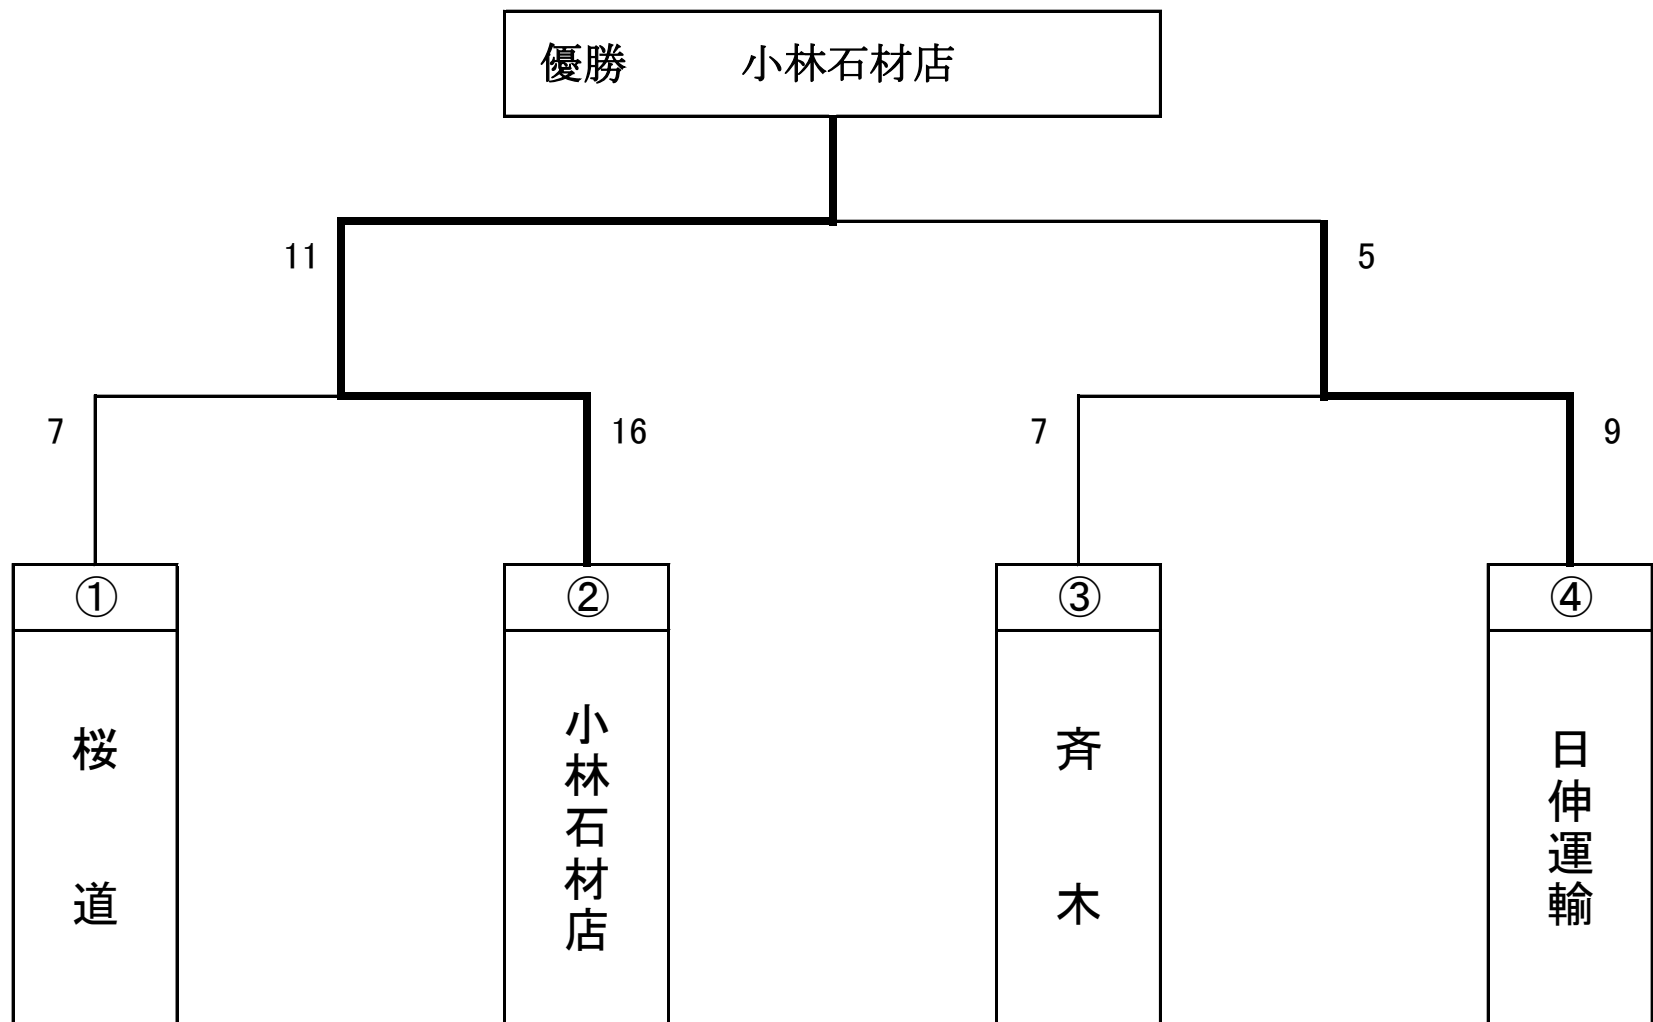 優勝 小林石材店
11 5
7 16 7 9
① ② ③ ④
桜道
小林石材店
斉木
日伸運輸